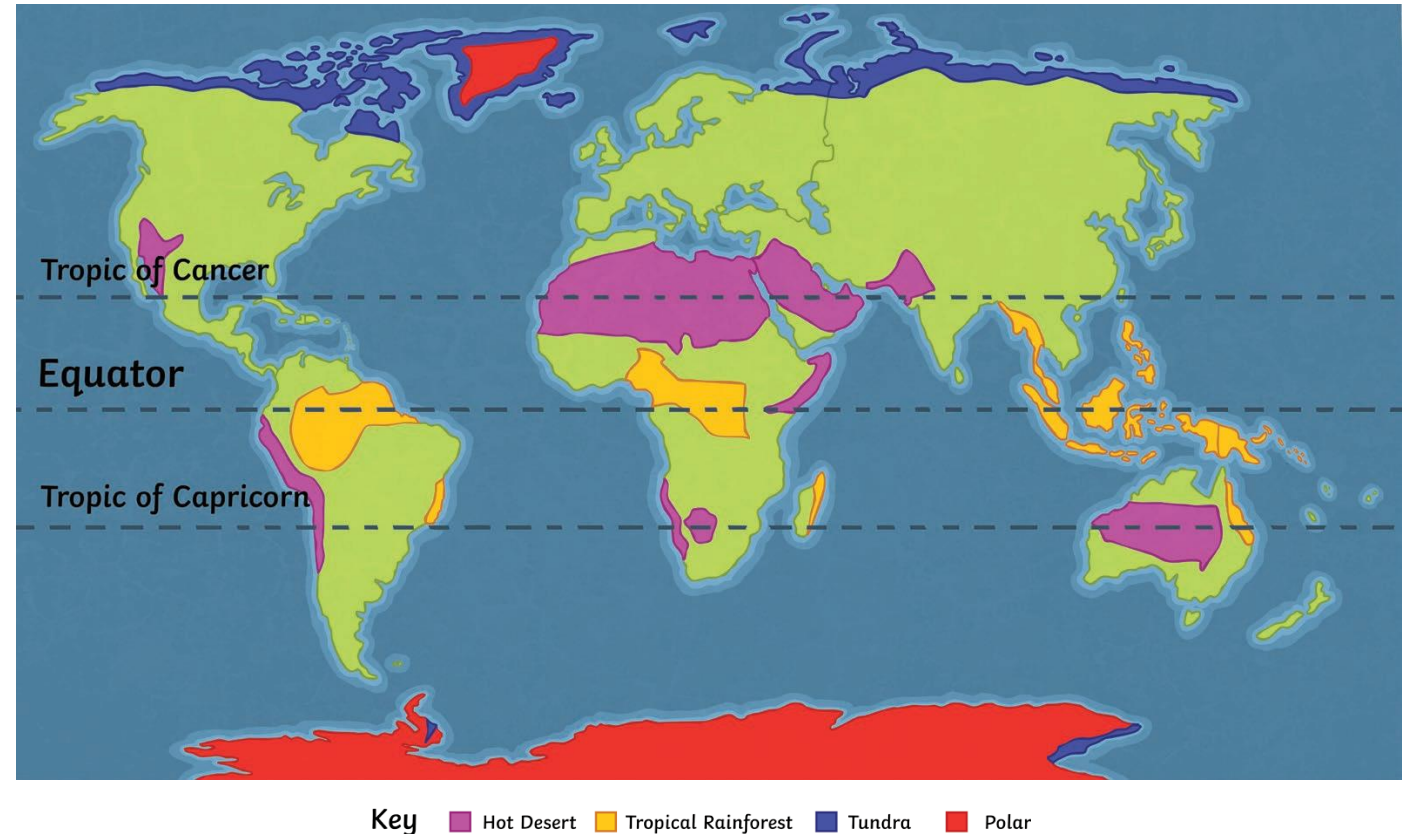 Tropic of Cancer
Equator
Tropic of Capricorn
Key Hot Desert Tropical Rainforest Tundra Polar